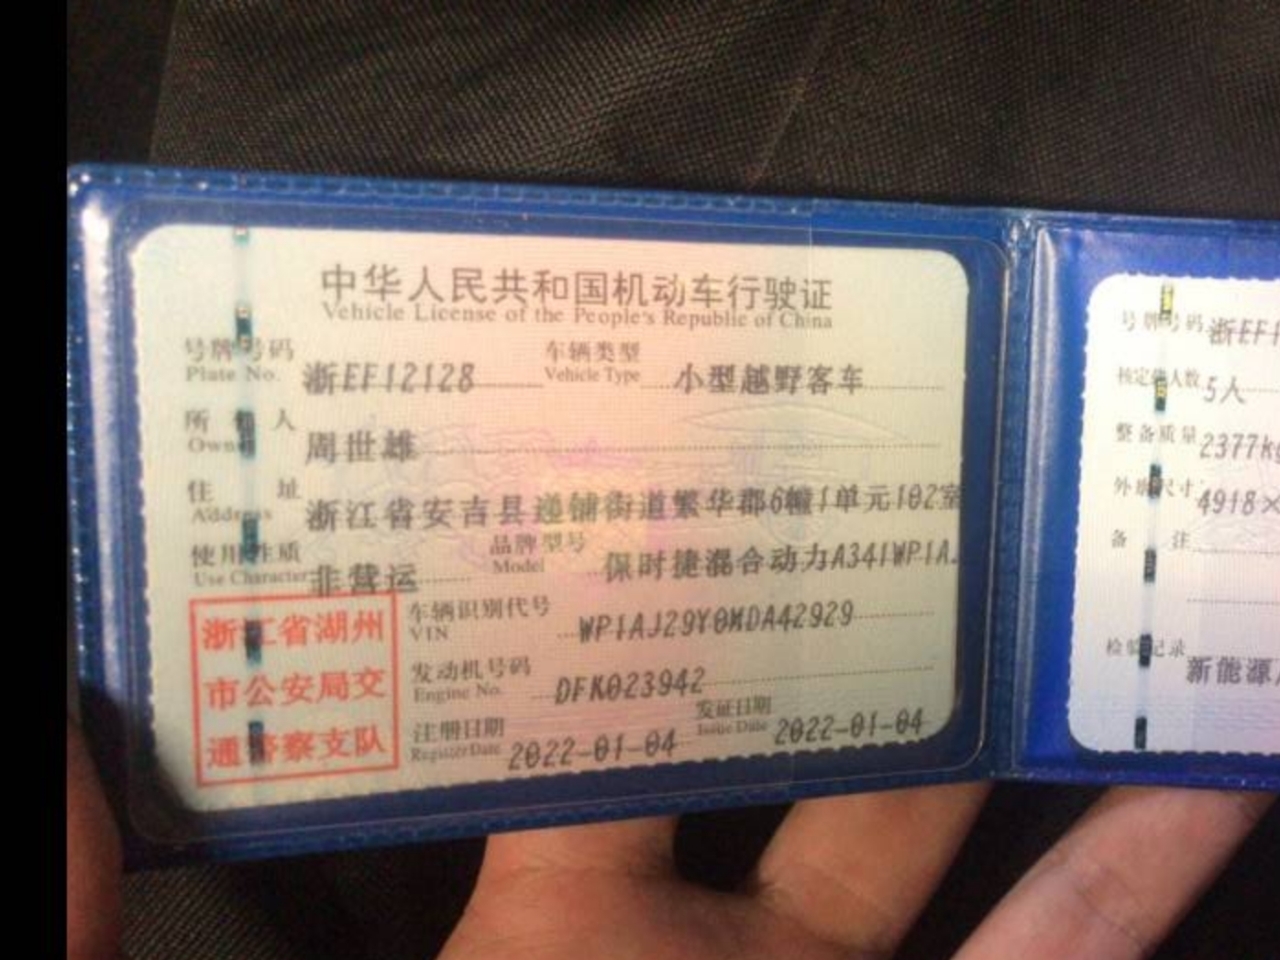 中华人民共和国机动车行驶证
Vehicle License of the People's Republic of China
号牌号码 浙EF12128 车辆类型 小型越野客车
Plate No. Vehicle Type
所有人 周世雄
Owner
住址 浙江省安吉县递铺街道繁华郡6幢1单元102室
Address
使用性质 非营运 品牌型号 保时捷混合动力A341WP1A
Use Character Model
浙江省湖州
市公安局交
通警察支队
车辆识别代号 WP1AJ29Y0MDA42929
VIN
发动机号码 DFK023942
Engine No.
注册日期 2022-01-04 发证日期 2022-01-04
Register Date Issue Date
号牌号码 浙EF1
核定载人数 5人
整备质量 2377kg
外廓尺寸 4918×
备注
检验记录 新能源